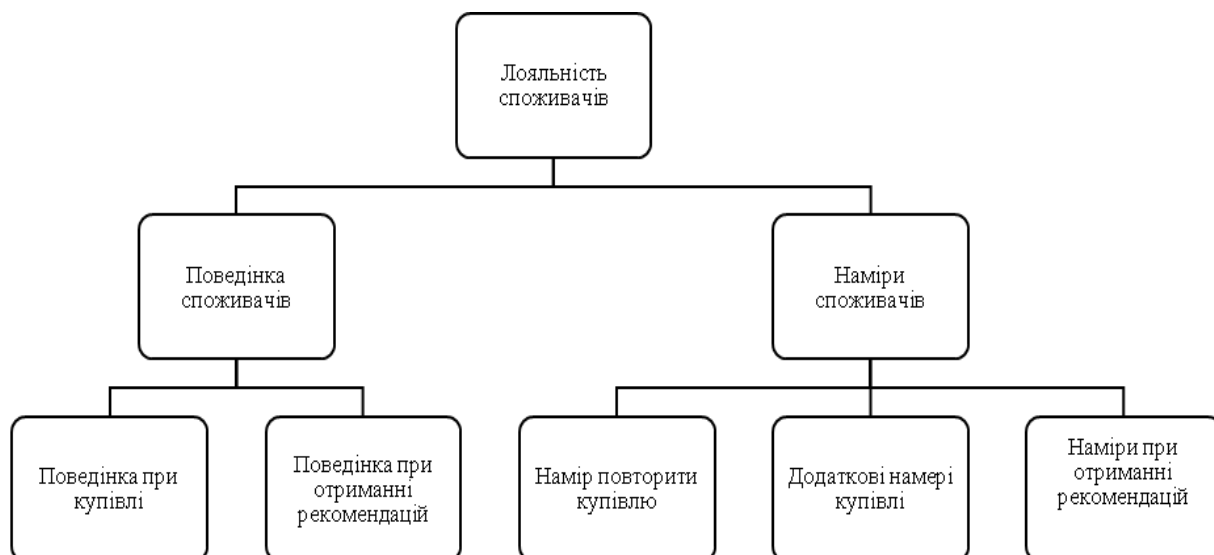 Лояльність
споживачів
Поведінка
споживачів
Наміри
споживачів
Поведінка при
купівлі
Поведінка при
отриманні
рекомендацій
Намір повторити
купівлю
Додаткові намері
купівлі
Наміри при
отриманні
рекомендацій